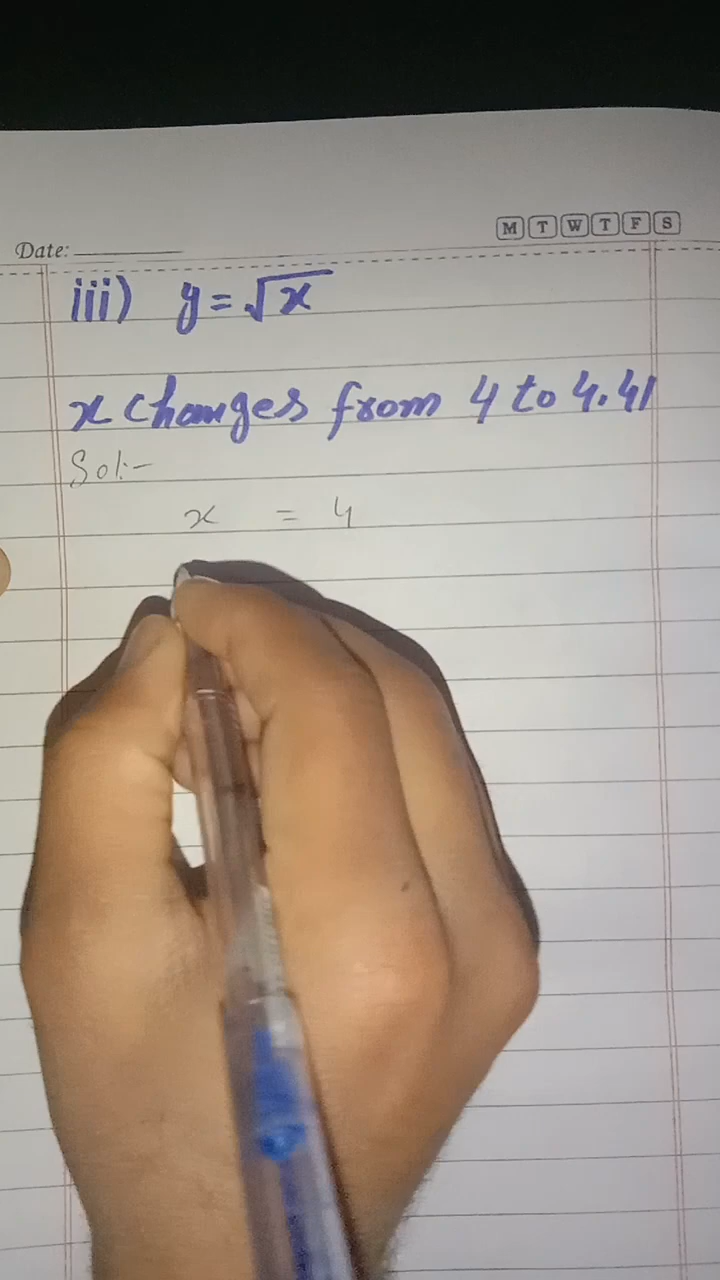 M T W T F S
Date:
iii) y = √x
x changes from 4 to 4.41
Sol:-
x = 4